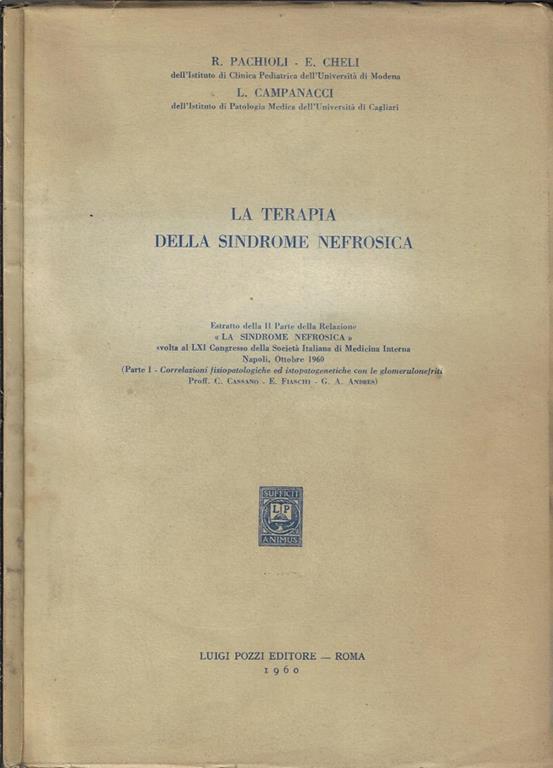 R. PACHIOLI - E. CHELI
dell'Istituto di Clinica Pediatrica dell'Università di Modena
L. CAMPANACCI
dell'Istituto di Patologia Medica dell'Università di Cagliari
LA TERAPIA
DELLA SINDROME NEFROSICA
Estratto della II Parte della Relazione
« LA SINDROME NEFROSICA »
svolta al LXI Congresso della Società Italiana di Medicina Interna
Napoli, Ottobre 1960
(Parte I - Correlazioni fisiopatologiche ed istopatogenetiche con le glomerulonefriti
Proff. C. CASSANO - E. FIASCHI - G. A. ANDRES)
SUFFICIT
L P
ANIMUS
LUIGI POZZI EDITORE — ROMA
1960